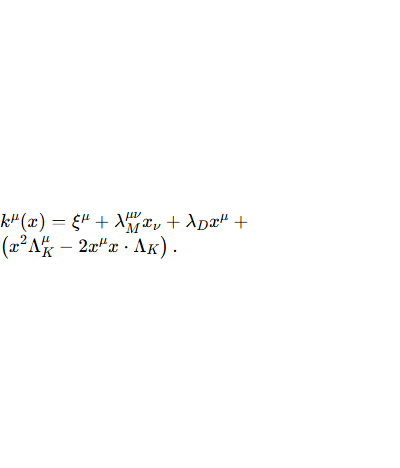 k^μ(x) = ξ^μ + λ_M^{μν} x_ν + λ_D x^μ +
(x^2 Λ_K^μ − 2x^μ x · Λ_K) .